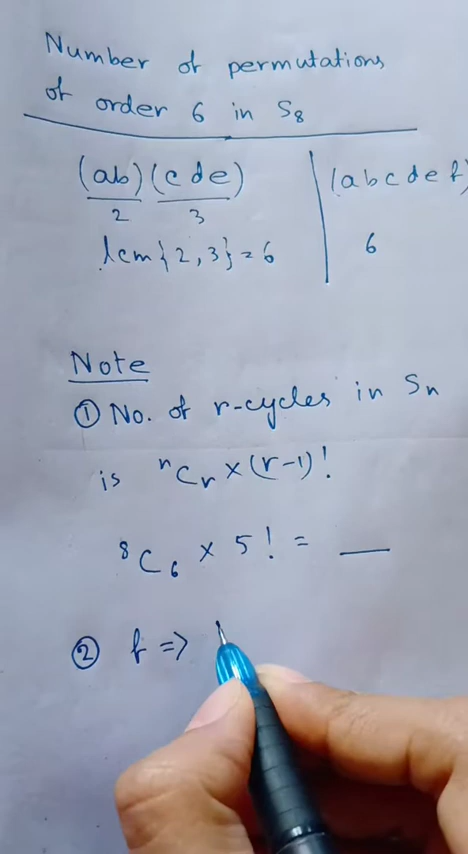 Number of permutations
of order 6 in S₈
(ab)(cde) | (abcdef)
2 3
lcm{2,3}=6 6
Note
① No. of r-cycles in Sₙ
is ⁿCᵣ × (r-1)!
⁸C₆ × 5! = __
② f =>